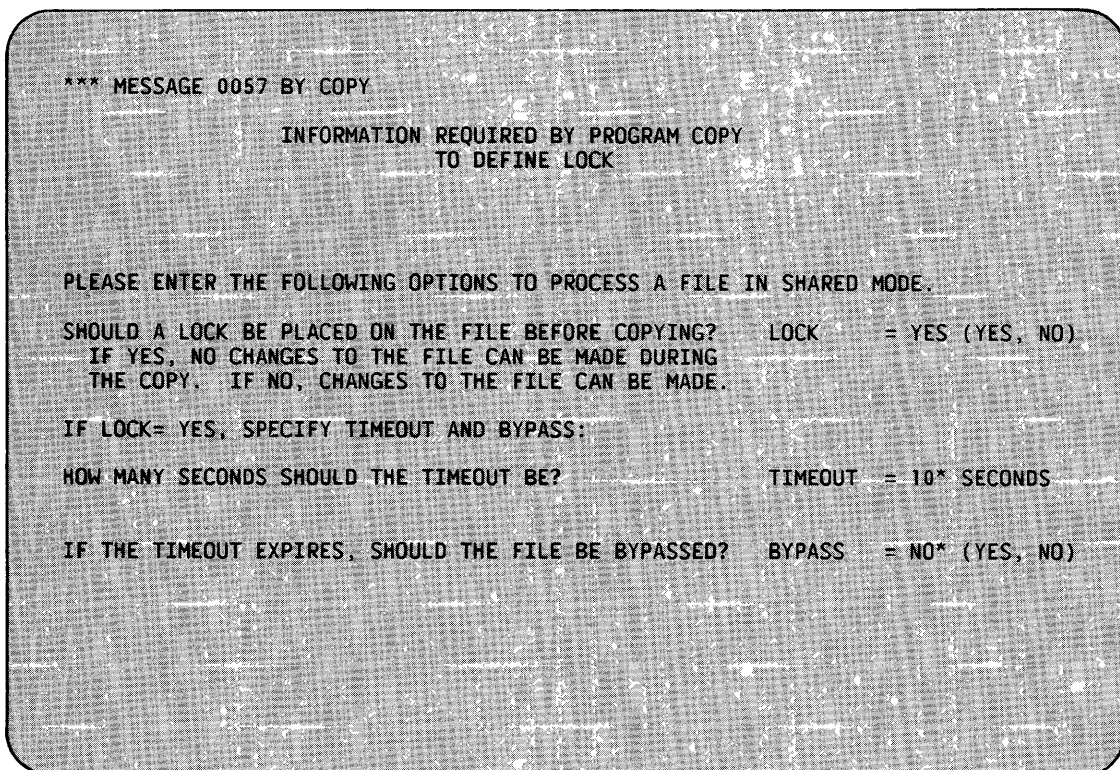 *** MESSAGE 0057 BY COPY
INFORMATION REQUIRED BY PROGRAM COPY
TO DEFINE LOCK
PLEASE ENTER THE FOLLOWING OPTIONS TO PROCESS A FILE IN SHARED MODE.
SHOULD A LOCK BE PLACED ON THE FILE BEFORE COPYING? LOCK = YES (YES, NO)
IF YES, NO CHANGES TO THE FILE CAN BE MADE DURING
THE COPY. IF NO, CHANGES TO THE FILE CAN BE MADE.
IF LOCK= YES, SPECIFY TIMEOUT AND BYPASS:
HOW MANY SECONDS SHOULD THE TIMEOUT BE? TIMEOUT = 10* SECONDS
IF THE TIMEOUT EXPIRES, SHOULD THE FILE BE BYPASSED? BYPASS = NO* (YES, NO)